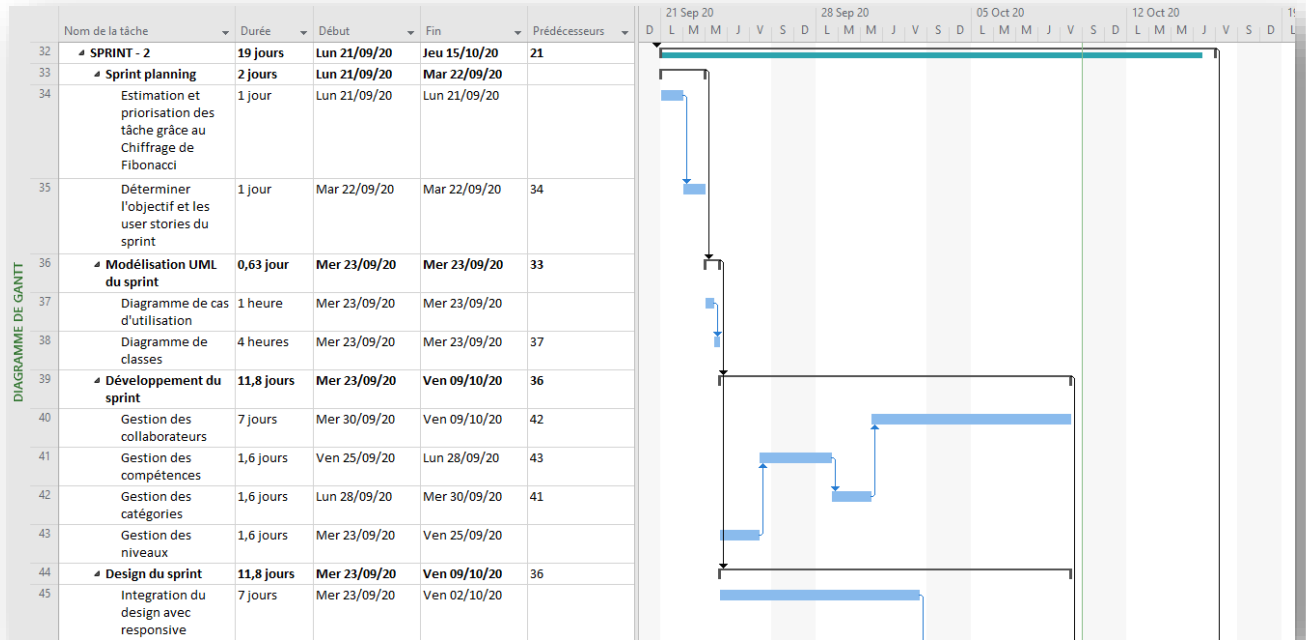 21 Sep 20 28 Sep 20 05 Oct 20 12 Oct 20
Nom de la tâche Durée Début Fin Prédécesseurs D L M M J V S D L M M J V S D L M M J V S D L M M J V S D L
32 SPRINT - 2 19 jours Lun 21/09/20 Jeu 15/10/20 21
33 Sprint planning 2 jours Lun 21/09/20 Mar 22/09/20
34 Estimation et 1 jour Lun 21/09/20 Lun 21/09/20
priorisation des
tâche grâce au
Chiffrage de
Fibonacci
35 Déterminer 1 jour Mar 22/09/20 Mar 22/09/20 34
l'objectif et les
user stories du
sprint
36 Modélisation UML 0,63 jour Mer 23/09/20 Mer 23/09/20 33
du sprint
37 Diagramme de cas 1 heure Mer 23/09/20 Mer 23/09/20
d'utilisation
38 Diagramme de 4 heures Mer 23/09/20 Mer 23/09/20 37
classes
39 Développement du 11,8 jours Mer 23/09/20 Ven 09/10/20 36
sprint
40 Gestion des 7 jours Mer 30/09/20 Ven 09/10/20 42
collaborateurs
41 Gestion des 1,6 jours Ven 25/09/20 Lun 28/09/20 43
compétences
42 Gestion des 1,6 jours Lun 28/09/20 Mer 30/09/20 41
catégories
43 Gestion des 1,6 jours Mer 23/09/20 Ven 25/09/20
niveaux
44 Design du sprint 11,8 jours Mer 23/09/20 Ven 09/10/20 36
45 Integration du 7 jours Mer 23/09/20 Ven 02/10/20
design avec
responsive
DIAGRAMME DE GANTT